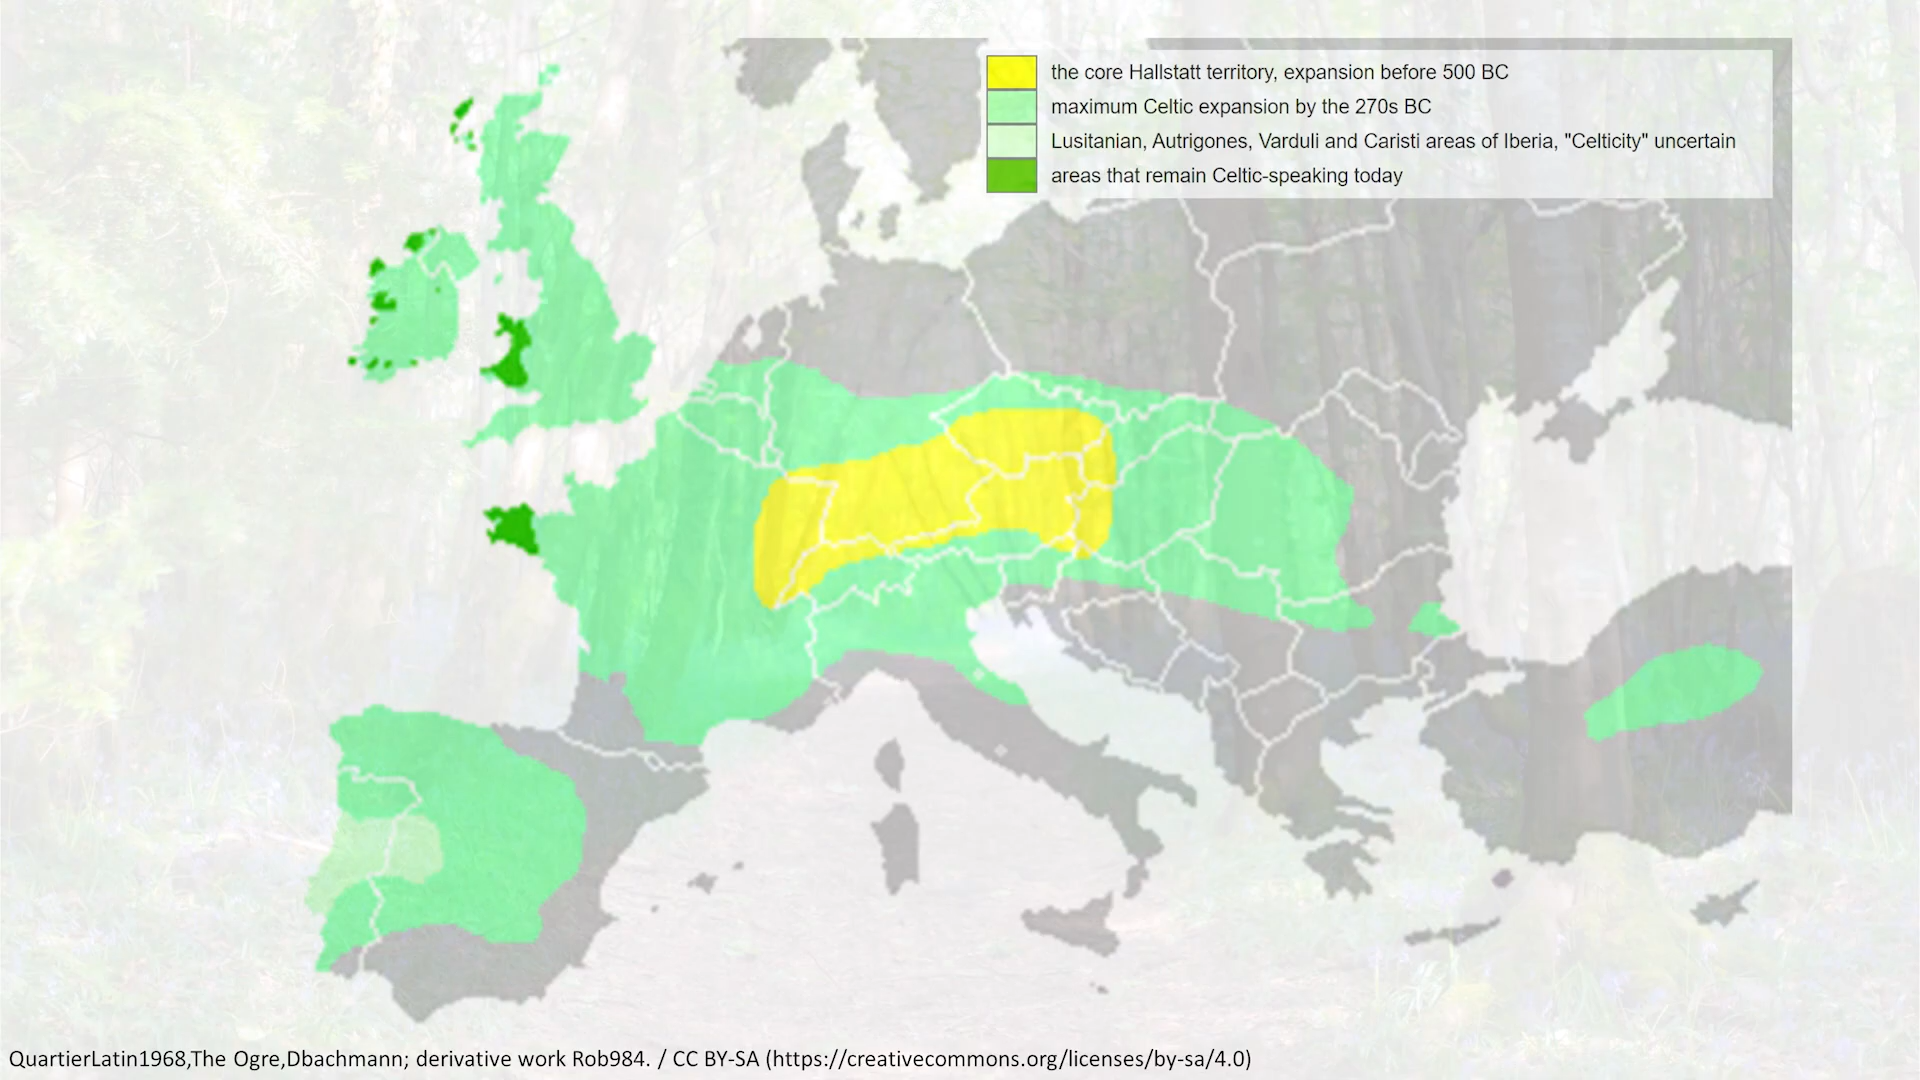 the core Hallstatt territory, expansion before 500 BC
maximum Celtic expansion by the 270s BC
Lusitanian, Autrigones, Varduli and Caristi areas of Iberia, "Celticity" uncertain
areas that remain Celtic-speaking today
QuartierLatin1968,The Ogre,Dbachmann; derivative work Rob984. / CC BY-SA (https://creativecommons.org/licenses/by-sa/4.0)